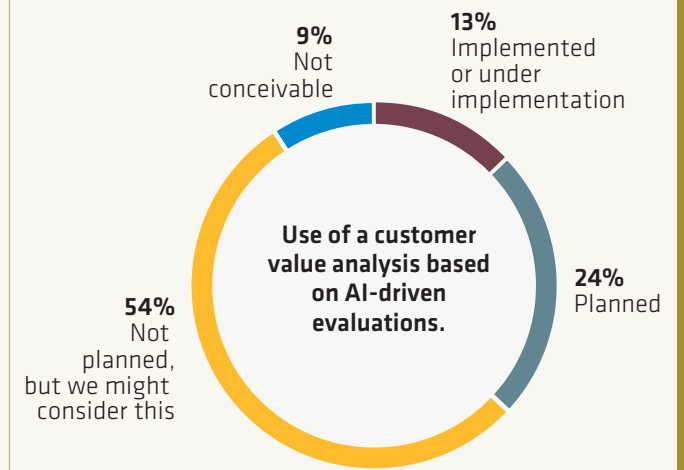 9%
Not
conceivable
13%
Implemented
or under
implementation
Use of a customer
value analysis based
on AI-driven
evaluations.
24%
Planned
54%
Not
planned,
but we might
consider this